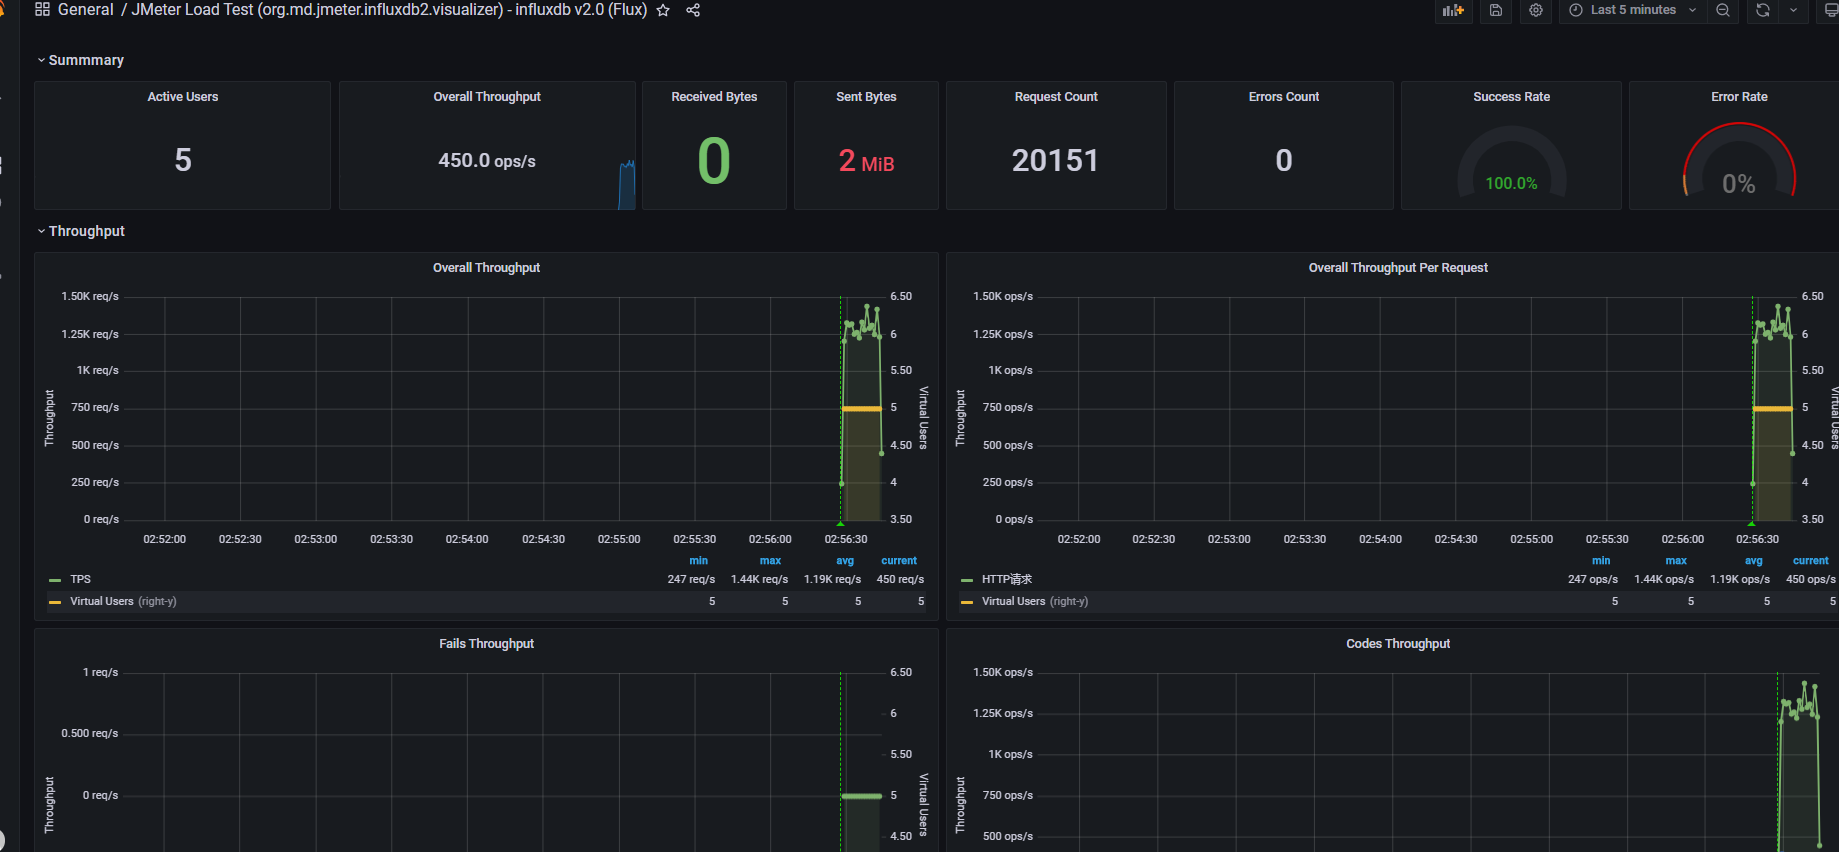 General / JMeter Load Test (org.md.jmeter.influxdb2.visualizer) - influxdb v2.0 (Flux)
Last 5 minutes
Summmary
Active Users
5
Overall Throughput
450.0 ops/s
Received Bytes
0
Sent Bytes
2 MiB
Request Count
20151
Errors Count
0
Success Rate
100.0%
Error Rate
0%
Throughput
Overall Throughput
1.50K req/s
1.25K req/s
1K req/s
750 req/s
500 req/s
250 req/s
0 req/s
Throughput
6.50
6
5.50
5
4.50
4
3.50
Virtual Users
02:52:00 02:52:30 02:53:00 02:53:30 02:54:00 02:54:30 02:55:00 02:55:30 02:56:00 02:56:30
min max avg current
TPS 247 req/s 1.44K req/s 1.19K req/s 450 req/s
Virtual Users (right-y) 5 5 5 5
Overall Throughput Per Request
1.50K ops/s
1.25K ops/s
1K ops/s
750 ops/s
500 ops/s
250 ops/s
0 ops/s
Throughput
6.50
6
5.50
5
4.50
4
3.50
Virtual Users
02:52:00 02:52:30 02:53:00 02:53:30 02:54:00 02:54:30 02:55:00 02:55:30 02:56:00 02:56:30
min max avg current
HTTP请求 247 ops/s 1.44K ops/s 1.19K ops/s 450 ops/s
Virtual Users (right-y) 5 5 5 5
Fails Throughput
1 req/s
0.500 req/s
0 req/s
Throughput
6.50
6
5.50
5
4.50
Virtual Users
Codes Throughput
1.50K ops/s
1.25K ops/s
1K ops/s
750 ops/s
500 ops/s
Throughput